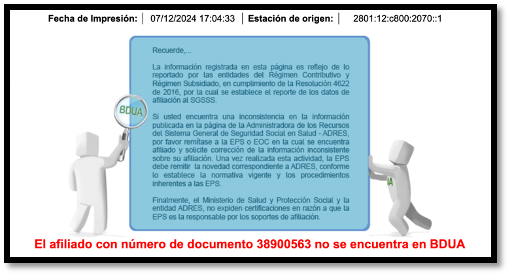 Fecha de Impresión: | 07/12/2024 17:04:33 | Estación de origen: | 2801:12:c800:2070::1
Recuerde,...
La información registrada en esta página es reflejo de lo
reportado por las entidades del Régimen Contributivo y
Régimen Subsidiado, en cumplimiento de la Resolución 4622
de 2016, por la cual se establece el reporte de los datos de
afiliación al SGSSS.
BDUA
Si usted encuentra una inconsistencia en la información
publicada en la página de la Administradora de los Recursos
del Sistema General de Seguridad Social en Salud - ADRES,
por favor remítase a la EPS o EOC en la cual se encuentra
afiliado y solicite corrección de la información inconsistente
sobre su afiliación. Una vez realizada esta actividad, la EPS
debe remitir la novedad correspondiente a ADRES, conforme
lo establece la normativa vigente y los procedimientos
inherentes a las EPS.
BDUA
Finalmente, el Ministerio de Salud y Protección Social y la
entidad ADRES, no expiden certificaciones en razón a que la
EPS es la responsable por los soportes de afiliación.
El afiliado con número de documento 38900563 no se encuentra en BDUA